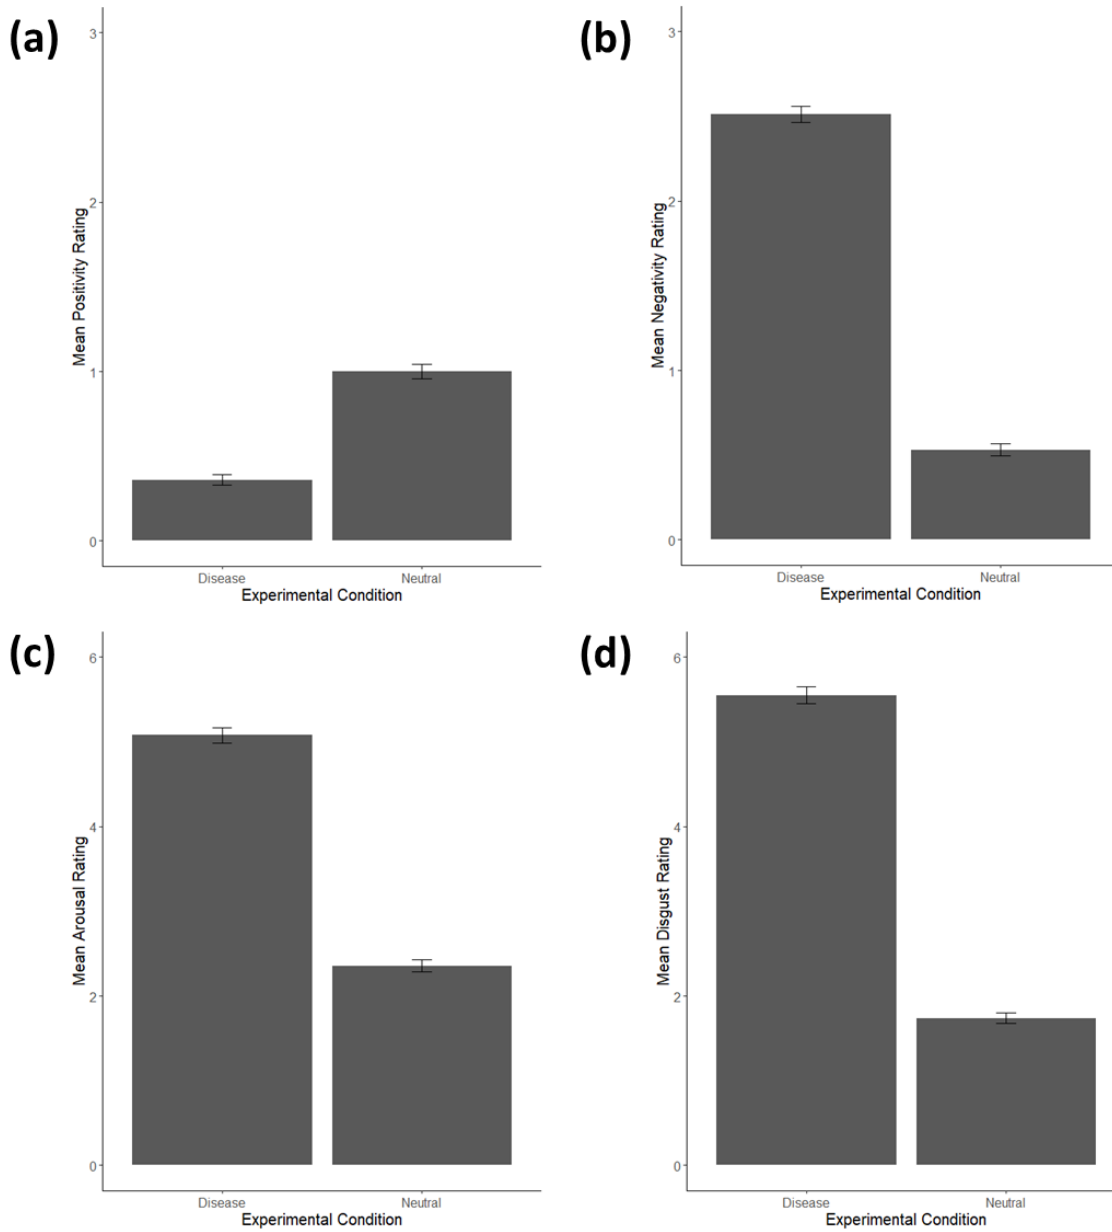 (a)
3
2
1
0
Mean Positivity Rating
Disease Neutral
Experimental Condition
(b)
3
2
1
0
Mean Negativity Rating
Disease Neutral
Experimental Condition
(c)
6
4
2
0
Mean Arousal Rating
Disease Neutral
Experimental Condition
(d)
6
4
2
0
Mean Disgust Rating
Disease Neutral
Experimental Condition